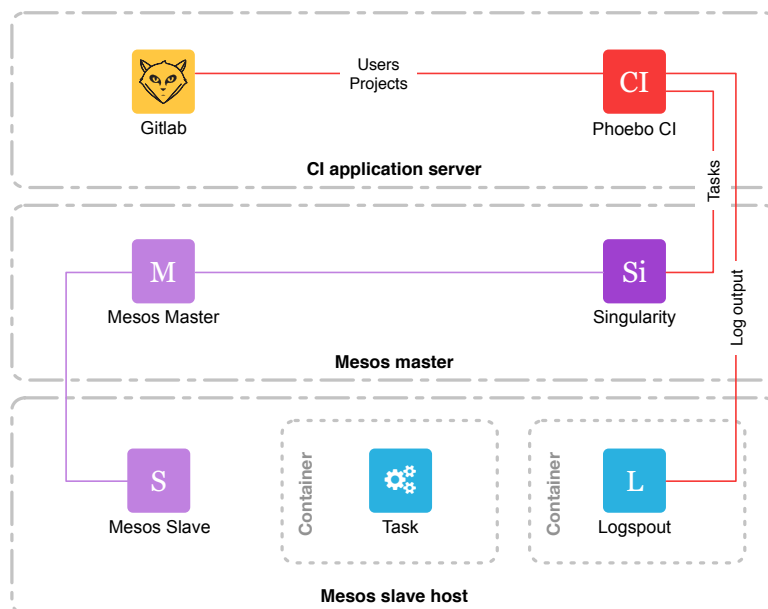 Users
Projects
CI
Gitlab
Phoebo CI
CI application server
Tasks
M
Si
Mesos Master
Singularity
Log output
Mesos master
Container
Container
S
L
Mesos Slave
Task
Logspout
Mesos slave host